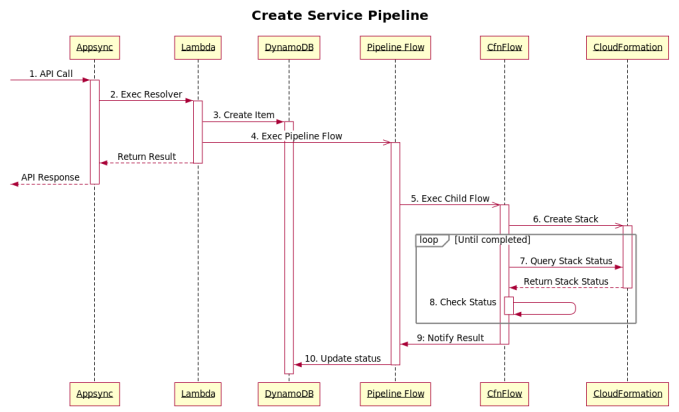 Create Service Pipeline
Appsync
Lambda
DynamoDB
Pipeline Flow
CfnFlow
CloudFormation
1. API Call
2. Exec Resolver
3. Create Item
4. Exec Pipeline Flow
Return Result
API Response
5. Exec Child Flow
6. Create Stack
loop [Until completed]
7. Query Stack Status
Return Stack Status
8. Check Status
9: Notify Result
10. Update status
Appsync
Lambda
DynamoDB
Pipeline Flow
CfnFlow
CloudFormation